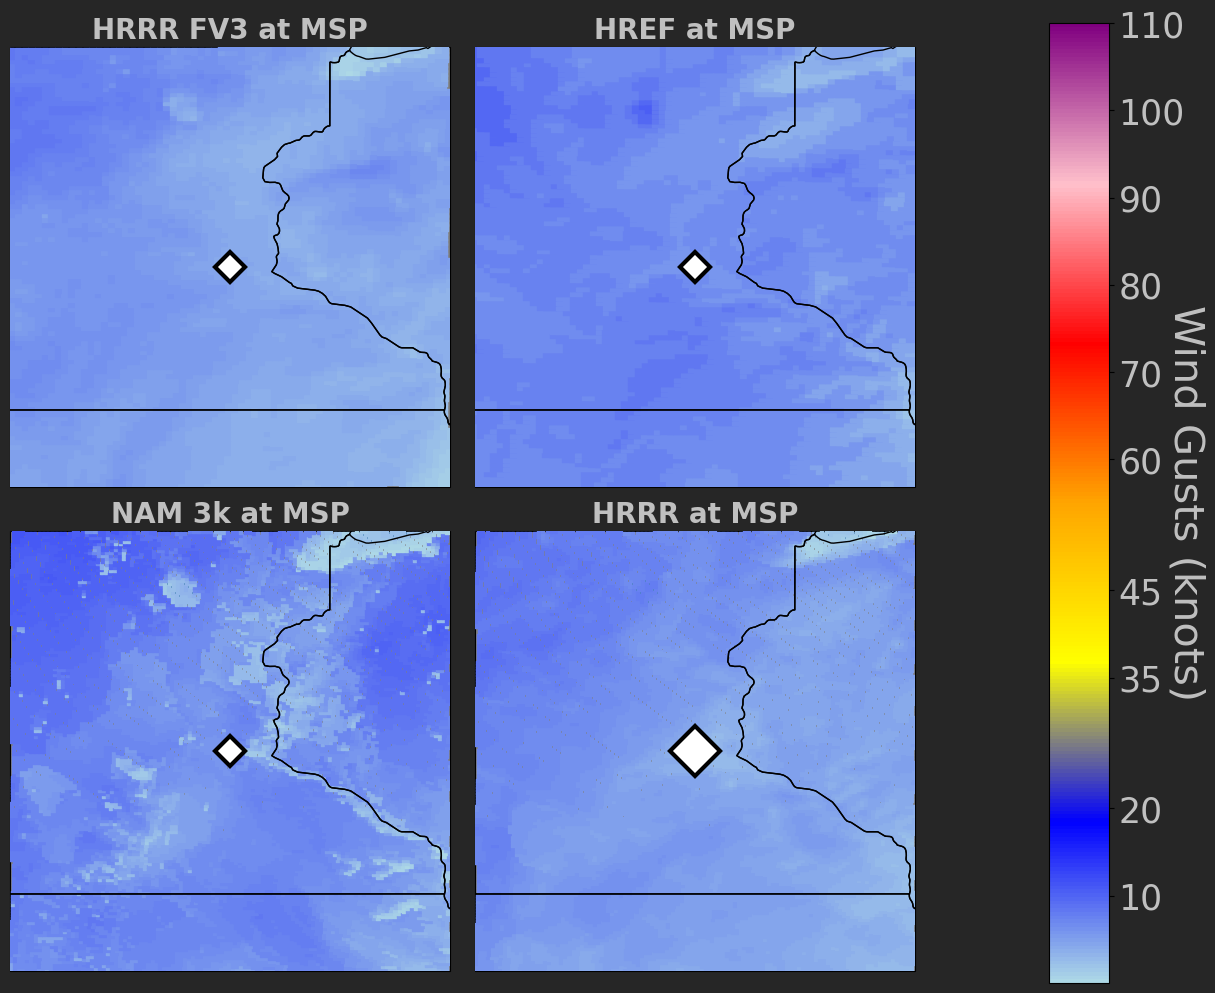 HRRR FV3 at MSP
HREF at MSP
NAM 3k at MSP
HRRR at MSP
110
100
90
80
70
60
45
35
20
10
Wind Gusts (knots)